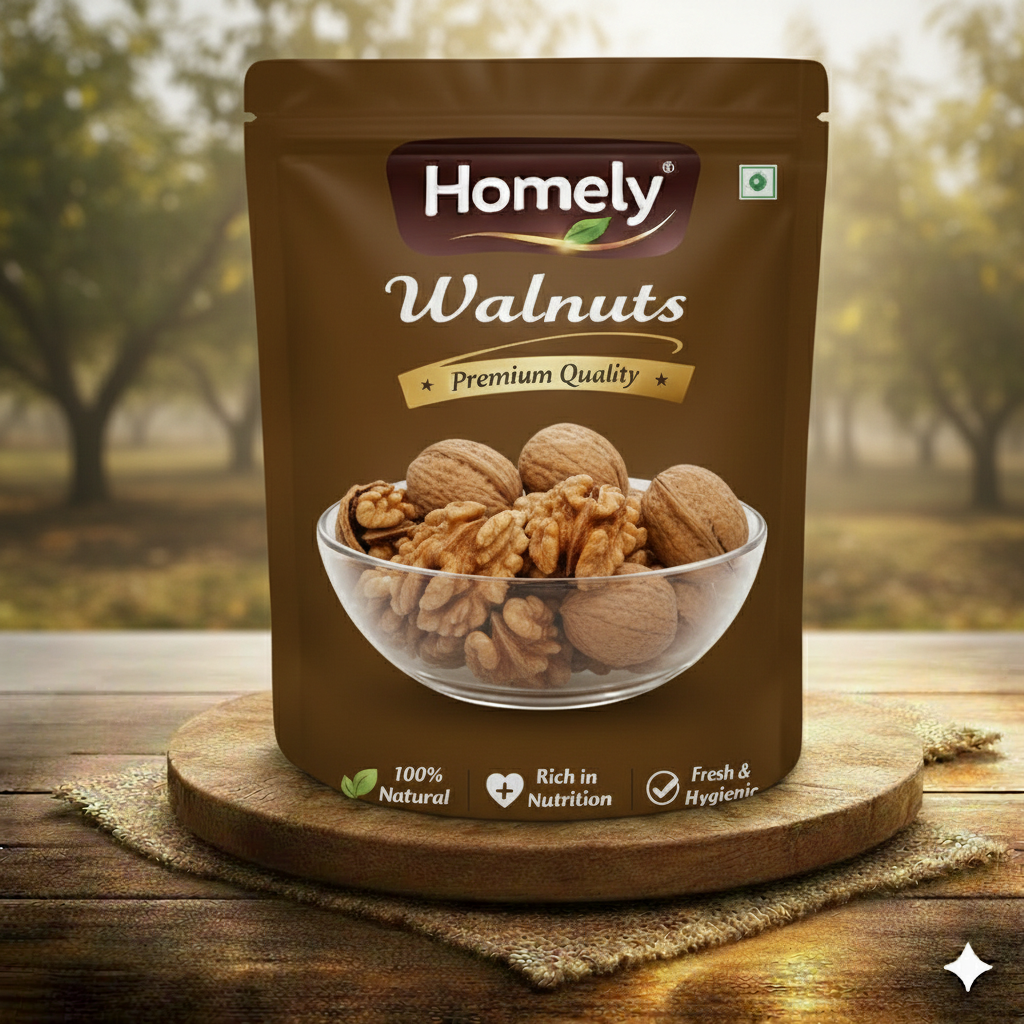 Homely
Walnuts
Premium Quality
100%
Natural
Rich in
Nutrition
Fresh &
Hygienic